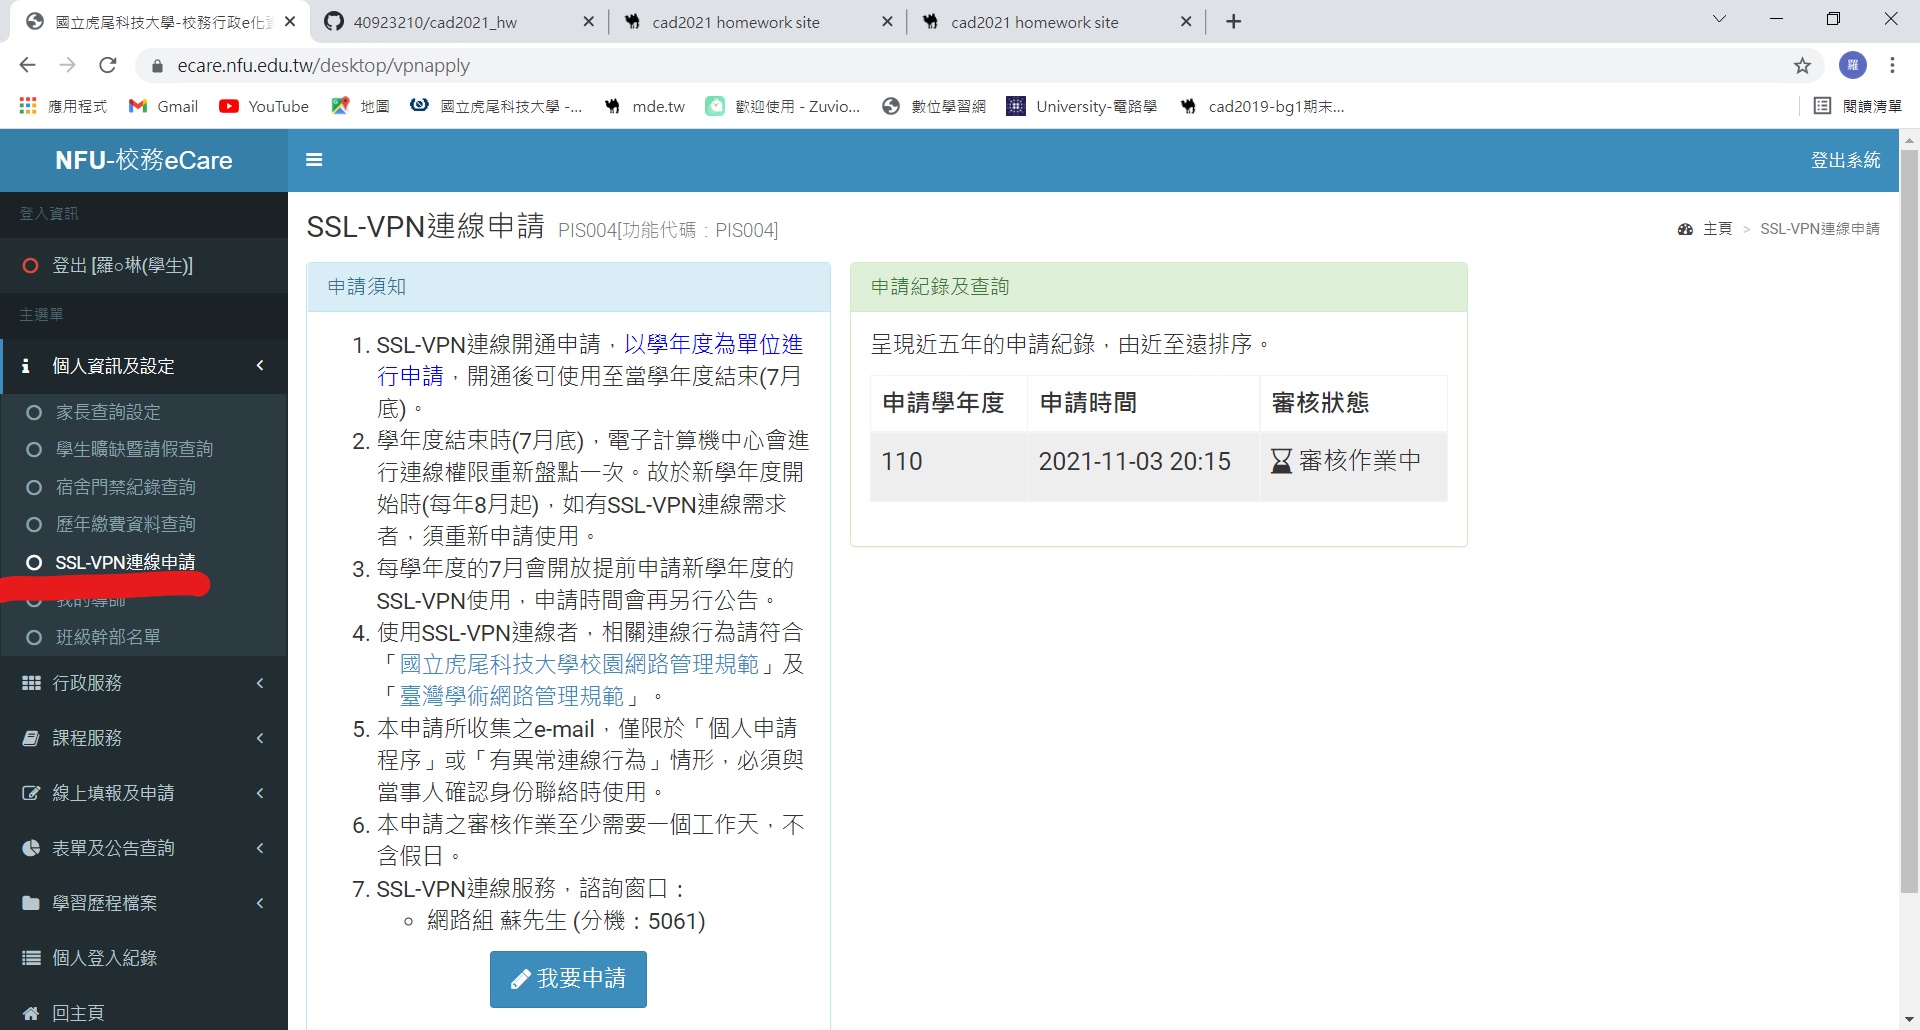 國立虎尾科技大學-校務行政e化資
40923210/cad2021_hw
cad2021 homework site
cad2021 homework site
ecare.nfu.edu.tw/desktop/vpnapply
羅
應用程式
Gmail
YouTube
地圖
國立虎尾科技大學 -...
mde.tw
歡迎使用 - Zuvio...
數位學習網
University-電路學
cad2019-bg1期末...
閱讀清單
NFU-校務eCare
登出系統
登入資訊
登出 [羅○琳(學生)]
主選單
個人資訊及設定
家長查詢設定
學生曠缺暨請假查詢
宿舍門禁紀錄查詢
歷年繳費資料查詢
SSL-VPN連線申請
我的導師
班級幹部名單
行政服務
課程服務
線上填報及申請
表單及公告查詢
學習歷程檔案
個人登入紀錄
回主頁
SSL-VPN連線申請 PIS004[功能代碼：PIS004]
主頁 > SSL-VPN連線申請
申請須知
1. SSL-VPN連線開通申請，以學年度為單位進
行申請，開通後可使用至當學年度結束(7月
底)。
2. 學年度結束時(7月底)，電子計算機中心會進
行連線權限重新盤點一次。故於新學年度開
始時(每年8月起)，如有SSL-VPN連線需求
者，須重新申請使用。
3. 每學年度的7月會開放提前申請新學年度的
SSL-VPN使用，申請時間會再另行公告。
4. 使用SSL-VPN連線者，相關連線行為請符合
「國立虎尾科技大學校園網路管理規範」及
「臺灣學術網路管理規範」。
5. 本申請所收集之e-mail，僅限於「個人申請
程序」或「有異常連線行為」情形，必須與
當事人確認身份聯絡時使用。
6. 本申請之審核作業至少需要一個工作天，不
含假日。
7. SSL-VPN連線服務，諮詢窗口：
網路組 蘇先生 (分機：5061)
我要申請
申請紀錄及查詢
呈現近五年的申請紀錄，由近至遠排序。
申請學年度 申請時間 審核狀態
110 2021-11-03 20:15 審核作業中